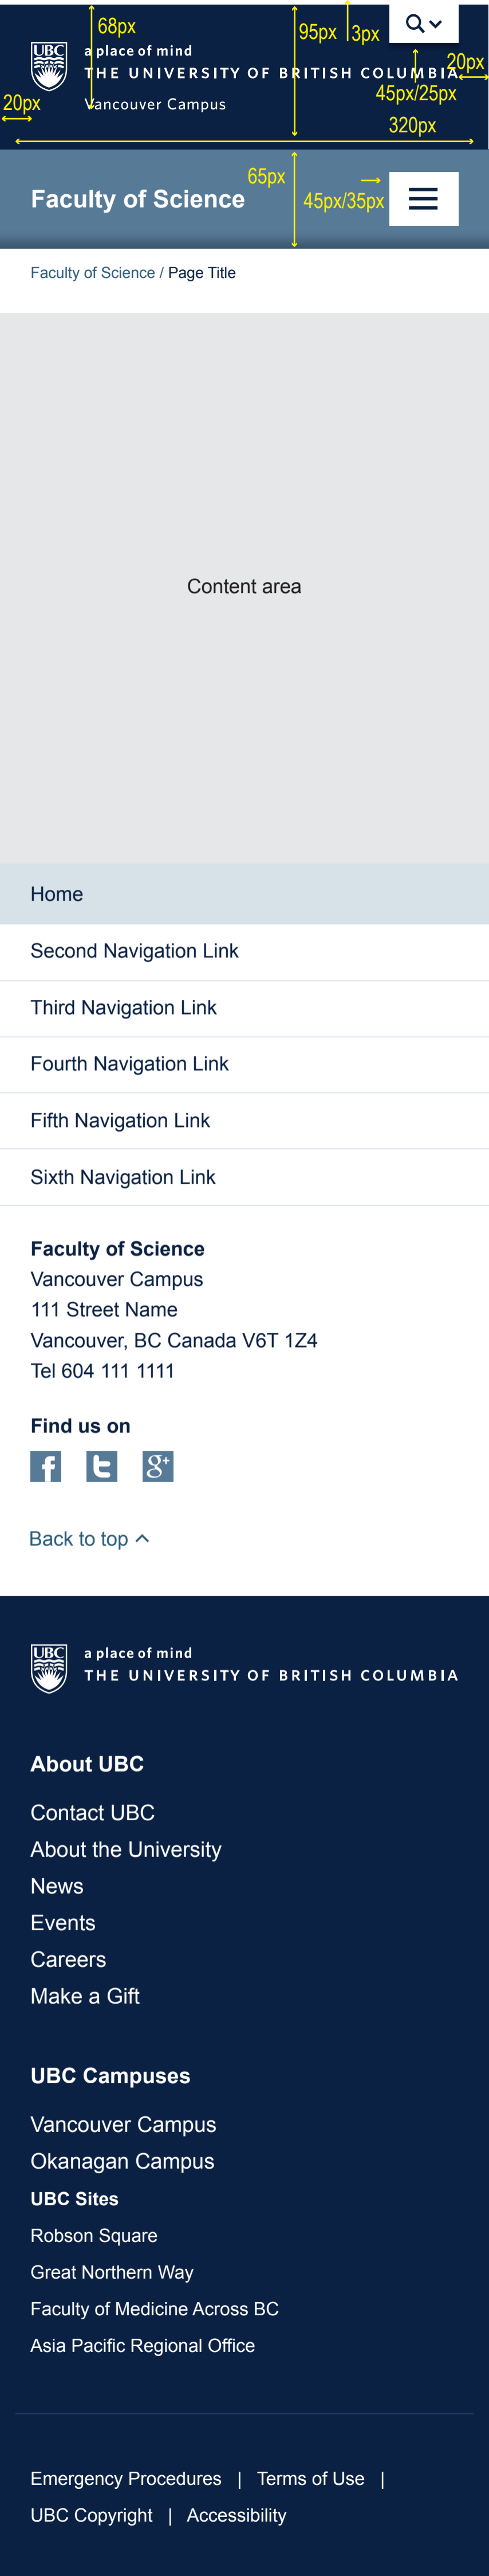 68px
95px
3px
UBC
a place of mind
THE UNIVERSITY OF BRITISH COLUMBIA
20px
45px/25px
20px
Vancouver Campus
320px
65px
Faculty of Science
45px/35px
Faculty of Science / Page Title
Content area
Home
Second Navigation Link
Third Navigation Link
Fourth Navigation Link
Fifth Navigation Link
Sixth Navigation Link
Faculty of Science
Vancouver Campus
111 Street Name
Vancouver, BC Canada V6T 1Z4
Tel 604 111 1111
Find us on
f t g+
Back to top
UBC
a place of mind
THE UNIVERSITY OF BRITISH COLUMBIA
About UBC
Contact UBC
About the University
News
Events
Careers
Make a Gift
UBC Campuses
Vancouver Campus
Okanagan Campus
UBC Sites
Robson Square
Great Northern Way
Faculty of Medicine Across BC
Asia Pacific Regional Office
Emergency Procedures | Terms of Use |
UBC Copyright | Accessibility